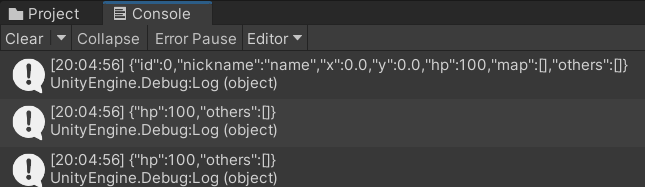 Project Console
Clear Collapse Error Pause Editor
[20:04:56] {"id":0,"nickname":"name","x":0.0,"y":0.0,"hp":100,"map":[],"others":[]}
UnityEngine.Debug:Log (object)
[20:04:56] {"hp":100,"others":[]}
UnityEngine.Debug:Log (object)
[20:04:56] {"hp":100,"others":[]}
UnityEngine.Debug:Log (object)